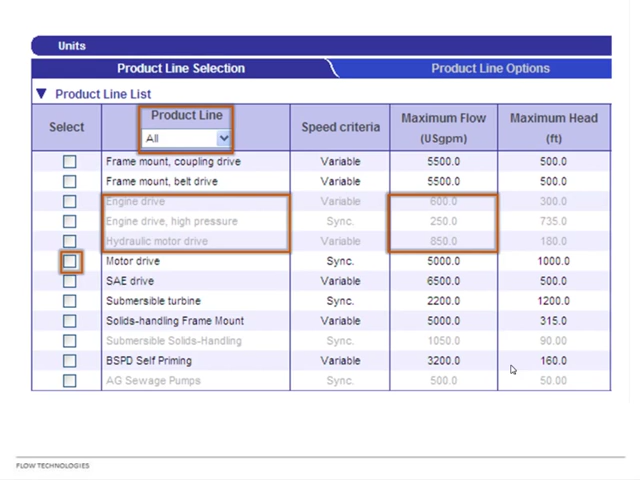 Units
Product Line Selection Product Line Options
Product Line List
Select Product Line All Speed criteria Maximum Flow (USgpm) Maximum Head (ft)
Frame mount, coupling drive Variable 5500.0 500.0
Frame mount, belt drive Variable 5500.0 500.0
Engine drive Variable 600.0 300.0
Engine drive, high pressure Sync. 250.0 735.0
Hydraulic motor drive Variable 850.0 180.0
Motor drive Sync. 5000.0 1000.0
SAE drive Variable 6500.0 500.0
Submersible turbine Sync. 2200.0 1200.0
Solids-handling Frame Mount Variable 5000.0 315.0
Submersible Solids-Handling Sync. 1050.0 90.00
BSPD Self Priming Variable 3200.0 160.0
AG Sewage Pumps Sync. 500.0 50.00
FLOW TECHNOLOGIES